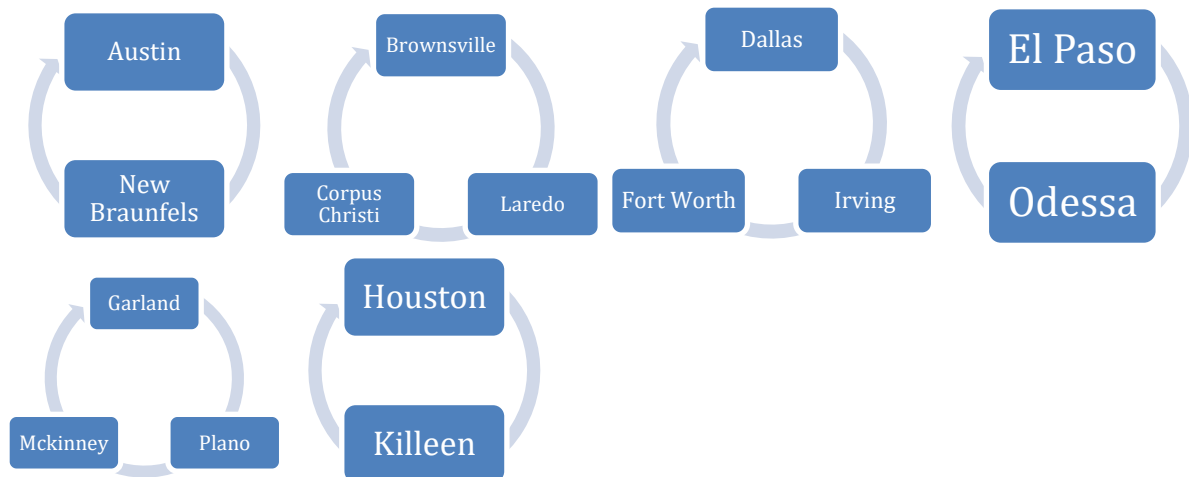 Austin
New
Braunfels
Brownsville
Corpus
Christi
Laredo
Dallas
Fort Worth
Irving
El Paso
Odessa
Garland
Mckinney
Plano
Houston
Killeen